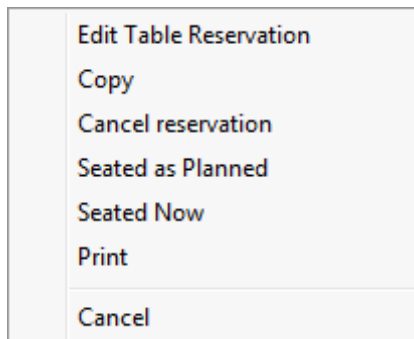 Edit Table Reservation
Copy
Cancel reservation
Seated as Planned
Seated Now
Print
Cancel